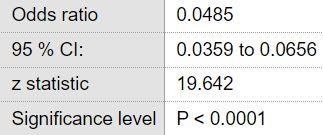 Odds ratio 0.0485
95 % CI: 0.0359 to 0.0656
z statistic 19.642
Significance level P < 0.0001